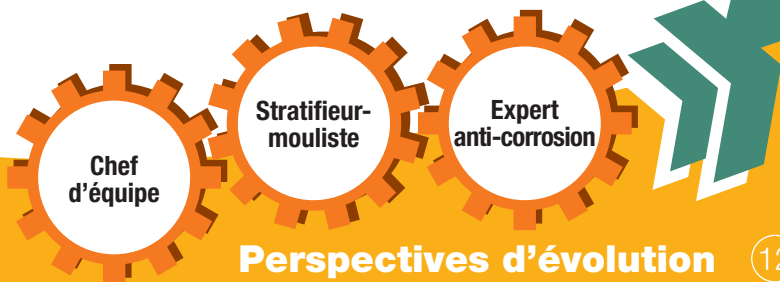 Chef
d'équipe
Stratifieur-
mouliste
Expert
anti-corrosion
Perspectives d'évolution
12